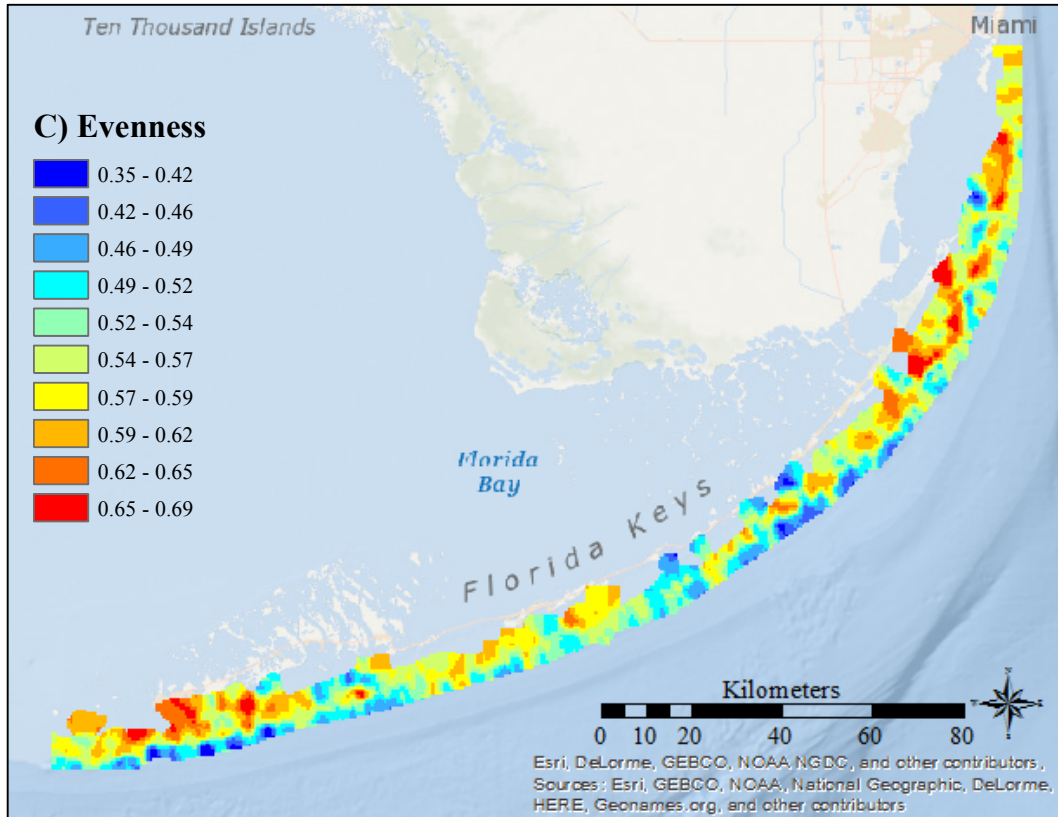 Ten Thousand Islands
Miami
C) Evenness
0.35 - 0.42
0.42 - 0.46
0.46 - 0.49
0.49 - 0.52
0.52 - 0.54
0.54 - 0.57
0.57 - 0.59
0.59 - 0.62
0.62 - 0.65
0.65 - 0.69
Florida
Bay
Florida Keys
Kilometers
0 10 20 40 60 80
N
S
Esri, DeLorme, GEBCO, NOAA NGDC, and other contributors,
Sources: Esri, GEBCO, NOAA, National Geographic, DeLorme,
HERE, Geonames.org, and other contributors